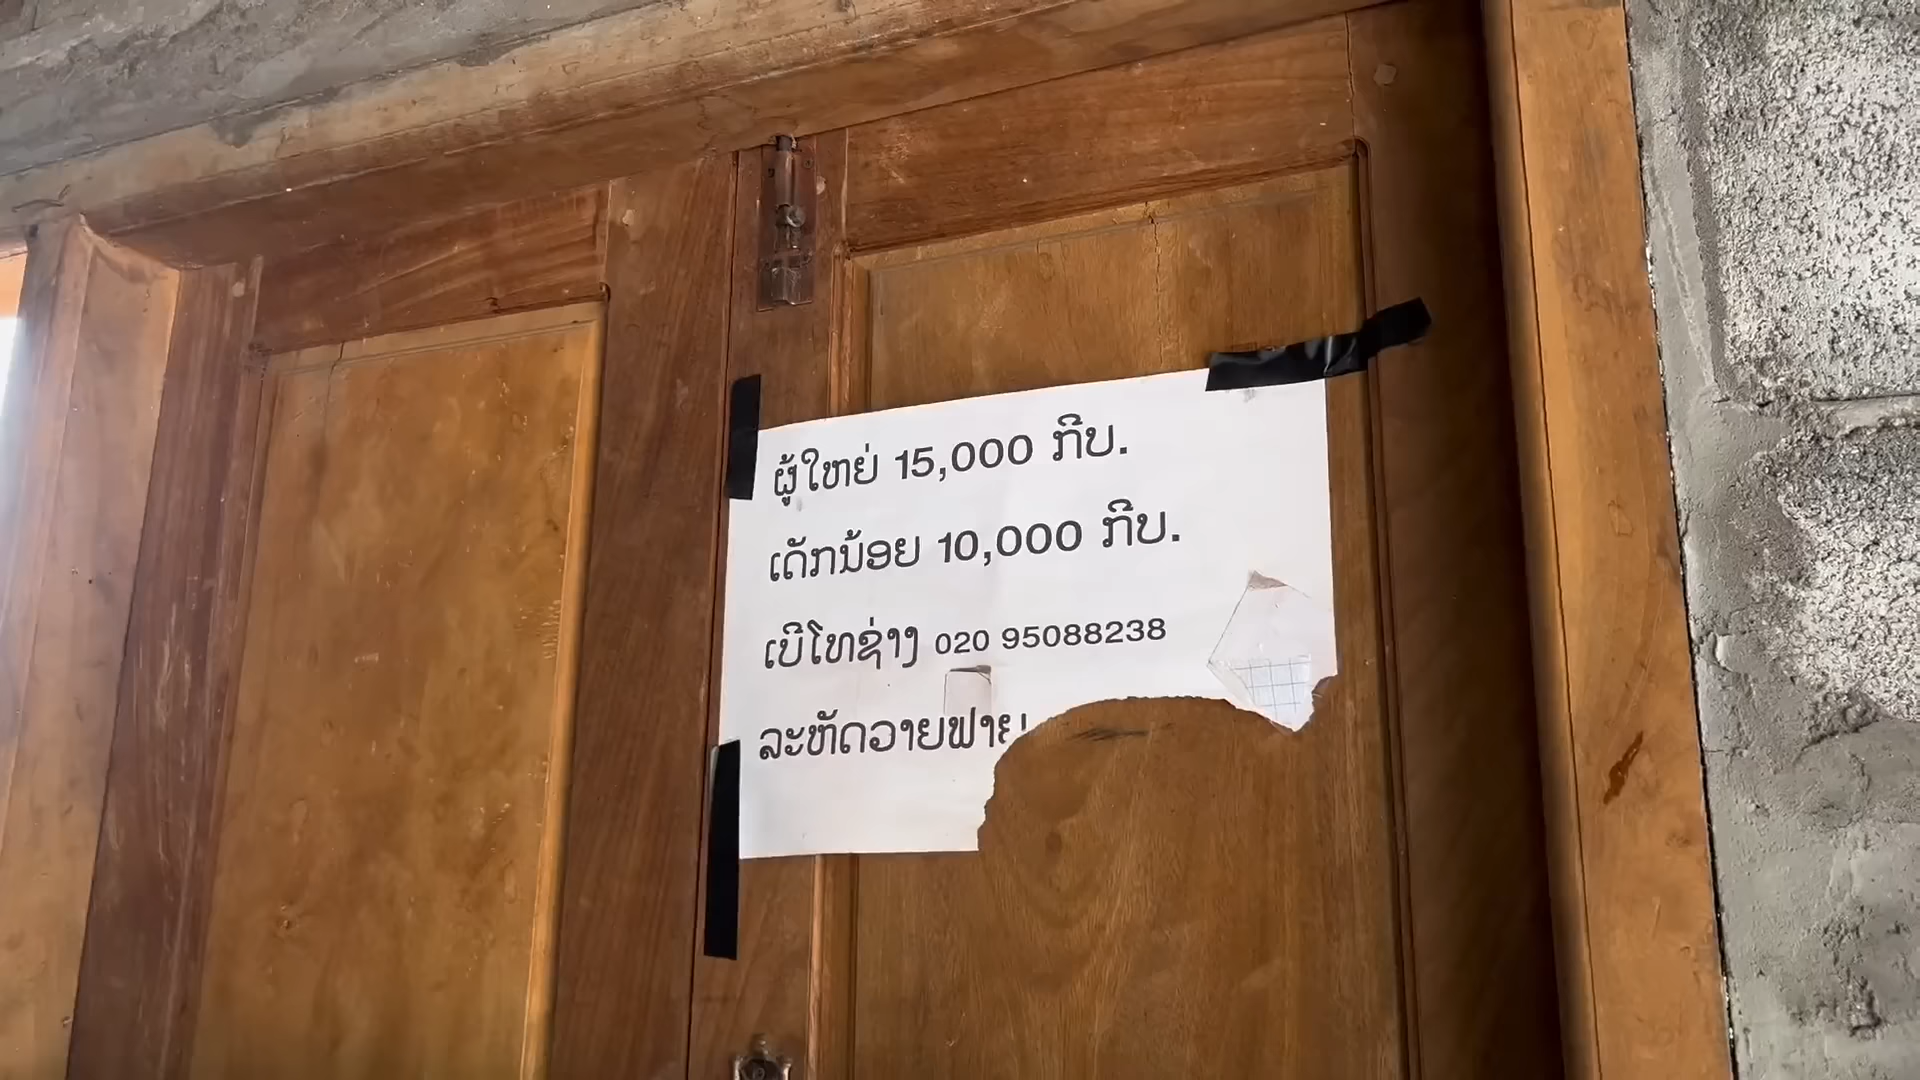 ຜູ້ໃຫຍ່ 15,000 ກີບ.
ເດັກນ້ອຍ 10,000 ກີບ.
ເບີໂທຊ່າງ 020 95088238
ລະຫັດວາຍຟາຍ